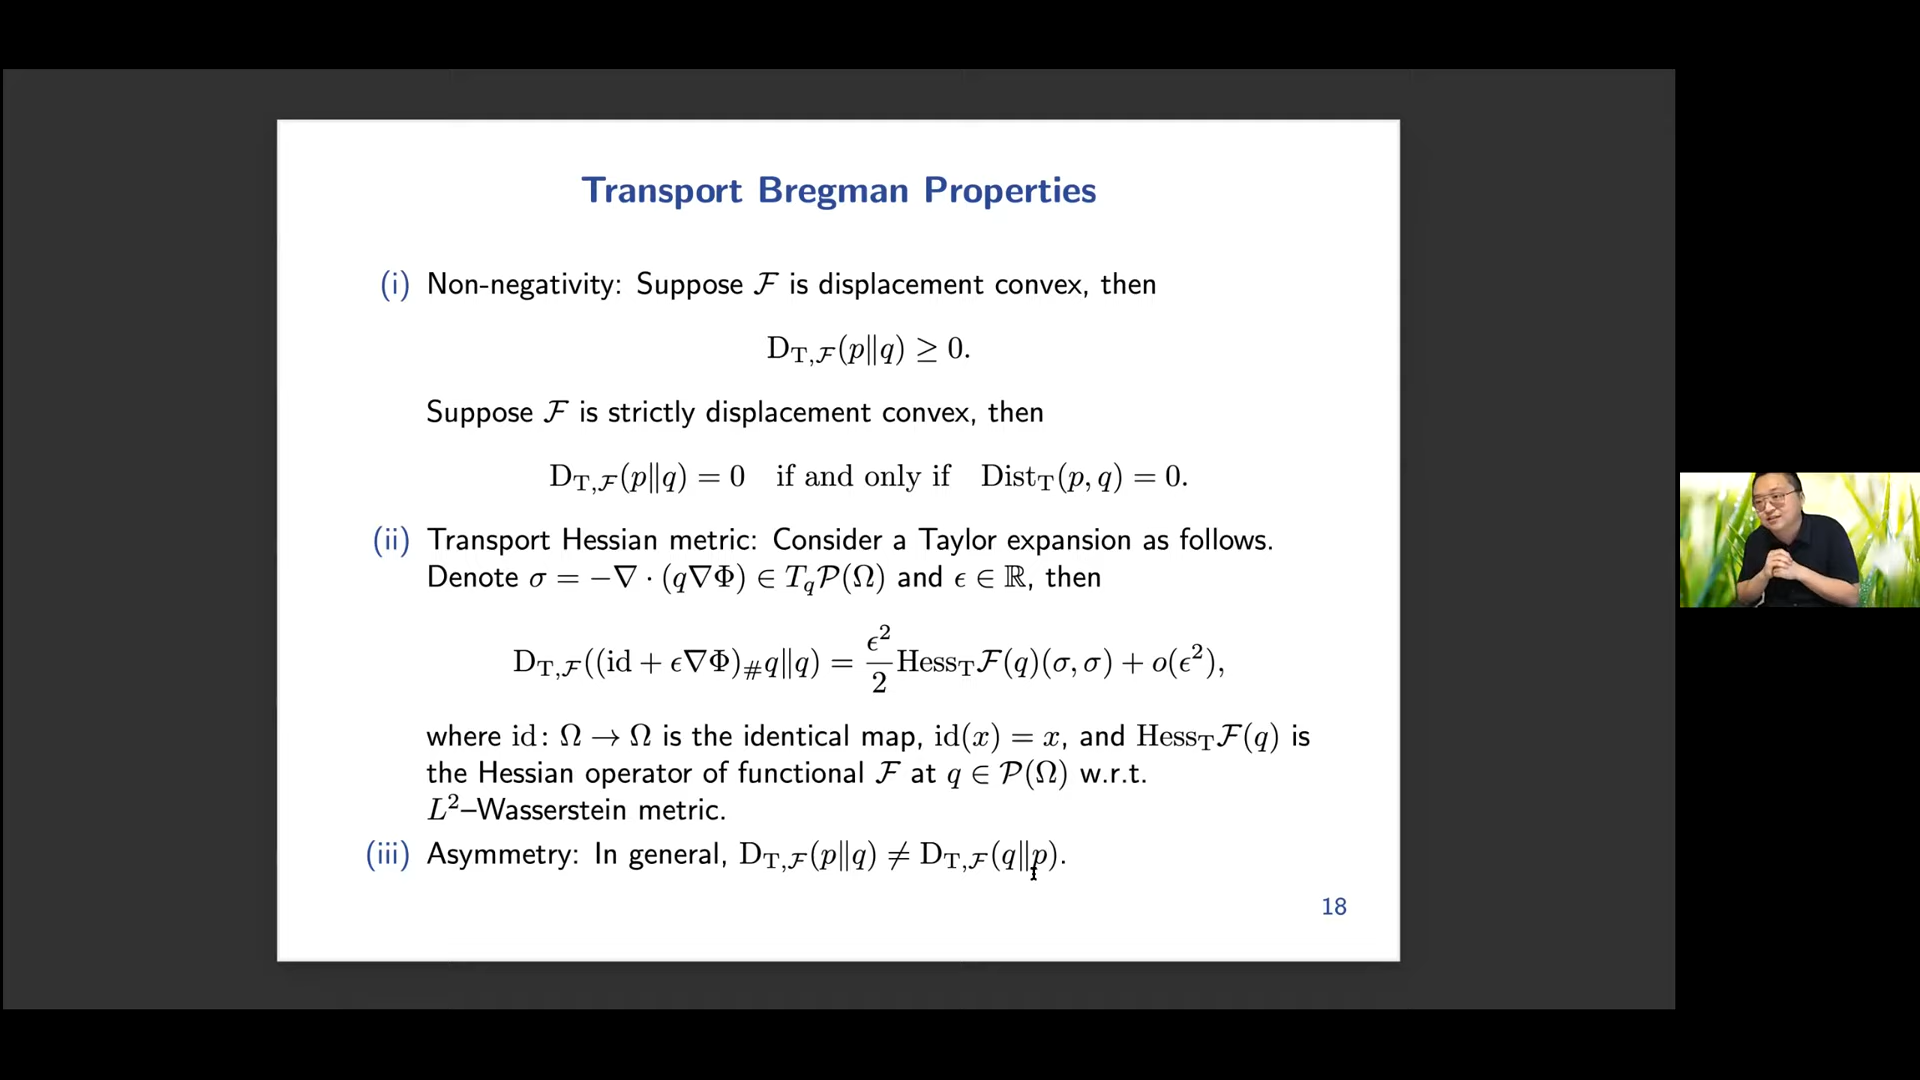 Transport Bregman Properties
(i) Non-negativity: Suppose ℱ is displacement convex, then
D_{T,ℱ}(p‖q) ≥ 0.
Suppose ℱ is strictly displacement convex, then
D_{T,ℱ}(p‖q) = 0 if and only if Dist_T(p, q) = 0.
(ii) Transport Hessian metric: Consider a Taylor expansion as follows.
Denote σ = −∇ · (q∇Φ) ∈ T_q𝒫(Ω) and ϵ ∈ ℝ, then
D_{T,ℱ}((id + ϵ∇Φ)_# q‖q) = ϵ²/2 Hess_Tℱ(q)(σ, σ) + o(ϵ²),
where id: Ω → Ω is the identical map, id(x) = x, and Hess_Tℱ(q) is
the Hessian operator of functional ℱ at q ∈ 𝒫(Ω) w.r.t.
L²–Wasserstein metric.
(iii) Asymmetry: In general, D_{T,ℱ}(p‖q) ≠ D_{T,ℱ}(q‖p).
18